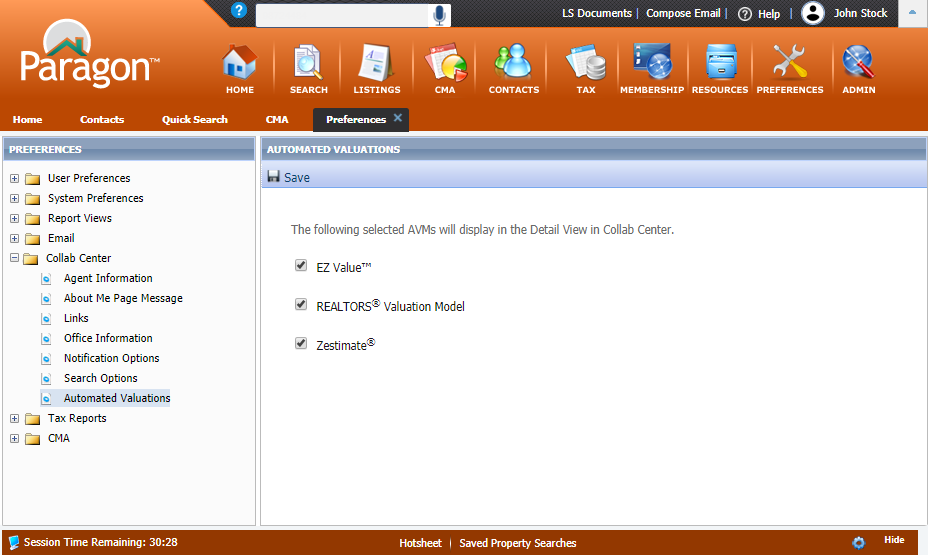 LS Documents | Compose Email | Help | John Stock
Paragon™
HOME SEARCH LISTINGS CMA CONTACTS TAX MEMBERSHIP RESOURCES PREFERENCES ADMIN
Home Contacts Quick Search CMA Preferences
PREFERENCES
User Preferences
System Preferences
Report Views
Email
Collab Center
Agent Information
About Me Page Message
Links
Office Information
Notification Options
Search Options
Automated Valuations
Tax Reports
CMA
AUTOMATED VALUATIONS
Save
The following selected AVMs will display in the Detail View in Collab Center.
EZ Value™
REALTORS® Valuation Model
Zestimate®
Session Time Remaining: 30:28 Hotsheet | Saved Property Searches Hide